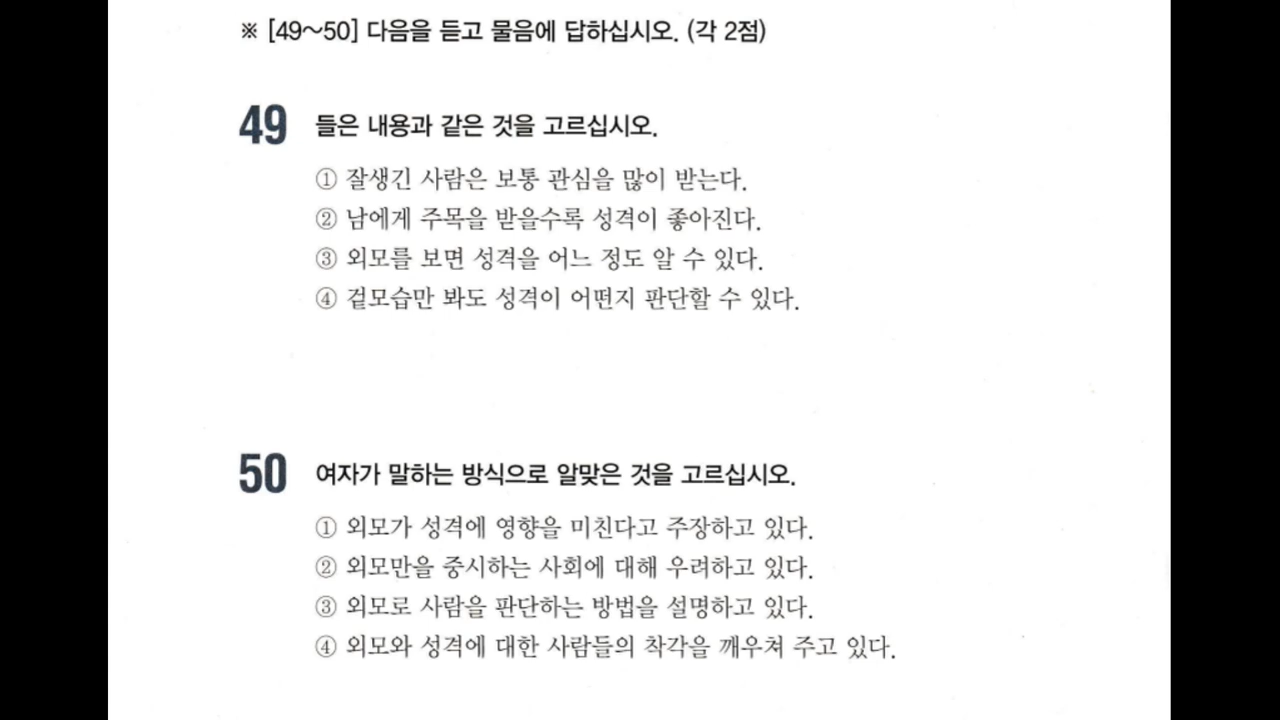 ※ [49~50] 다음을 듣고 물음에 답하십시오. (각 2점)
49 들은 내용과 같은 것을 고르십시오.
① 잘생긴 사람은 보통 관심을 많이 받는다.
② 남에게 주목을 받을수록 성격이 좋아진다.
③ 외모를 보면 성격을 어느 정도 알 수 있다.
④ 겉모습만 봐도 성격이 어떤지 판단할 수 있다.
50 여자가 말하는 방식으로 알맞은 것을 고르십시오.
① 외모가 성격에 영향을 미친다고 주장하고 있다.
② 외모만을 중시하는 사회에 대해 우려하고 있다.
③ 외모로 사람을 판단하는 방법을 설명하고 있다.
④ 외모와 성격에 대한 사람들의 착각을 깨우쳐 주고 있다.